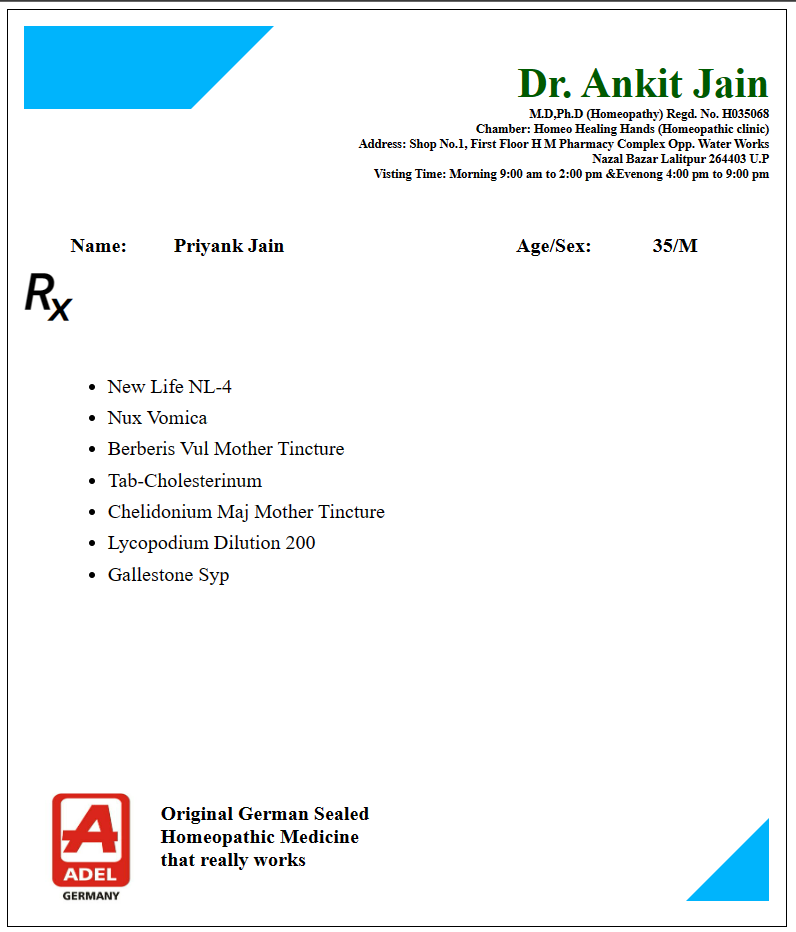 Dr. Ankit Jain
M.D,Ph.D (Homeopathy) Regd. No. H035068
Chamber: Homeo Healing Hands (Homeopathic clinic)
Address: Shop No.1, First Floor H M Pharmacy Complex Opp. Water Works
Nazal Bazar Lalitpur 264403 U.P
Visting Time: Morning 9:00 am to 2:00 pm &Evenong 4:00 pm to 9:00 pm
Name: Priyank Jain Age/Sex: 35/M
Rx
• New Life NL-4
• Nux Vomica
• Berberis Vul Mother Tincture
• Tab-Cholesterinum
• Chelidonium Maj Mother Tincture
• Lycopodium Dilution 200
• Gallestone Syp
A
ADEL
GERMANY
Original German Sealed
Homeopathic Medicine
that really works